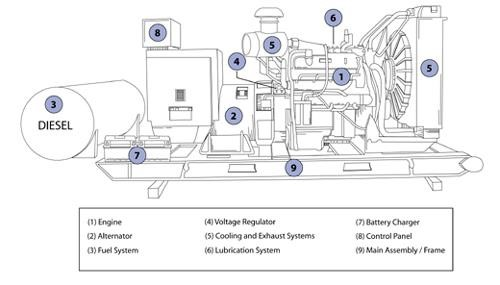 8
6
5
4
1
5
3
DIESEL
2
7
9
(1) Engine (4) Voltage Regulator (7) Battery Charger
(2) Alternator (5) Cooling and Exhaust Systems (8) Control Panel
(3) Fuel System (6) Lubrication System (9) Main Assembly / Frame